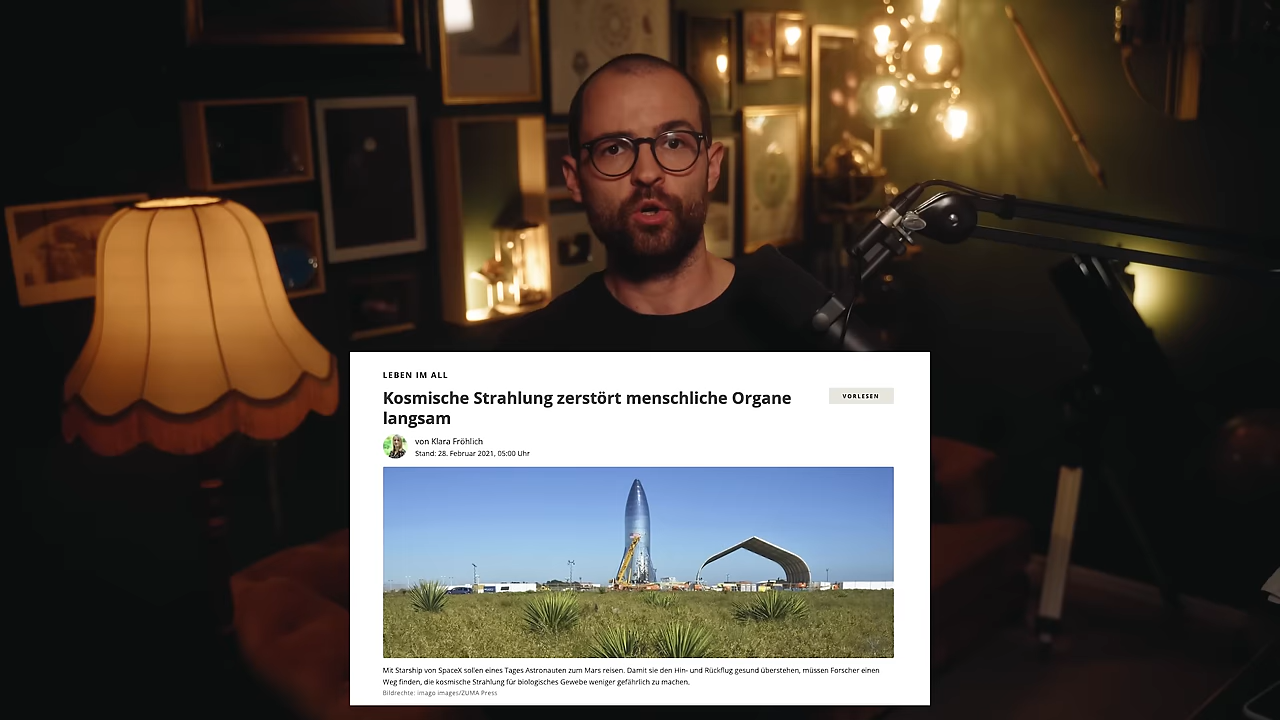 LEBEN IM ALL
Kosmische Strahlung zerstört menschliche Organe
langsam
VORLESEN
von Klara Fröhlich
Stand: 28. Februar 2021, 05:00 Uhr
Mit Starship von SpaceX sollen eines Tages Astronauten zum Mars reisen. Damit sie den Hin- und Rückflug gesund überstehen, müssen Forscher einen
Weg finden, die kosmische Strahlung für biologisches Gewebe weniger gefährlich zu machen.
Bildrechte: imago images/ZUMA Press